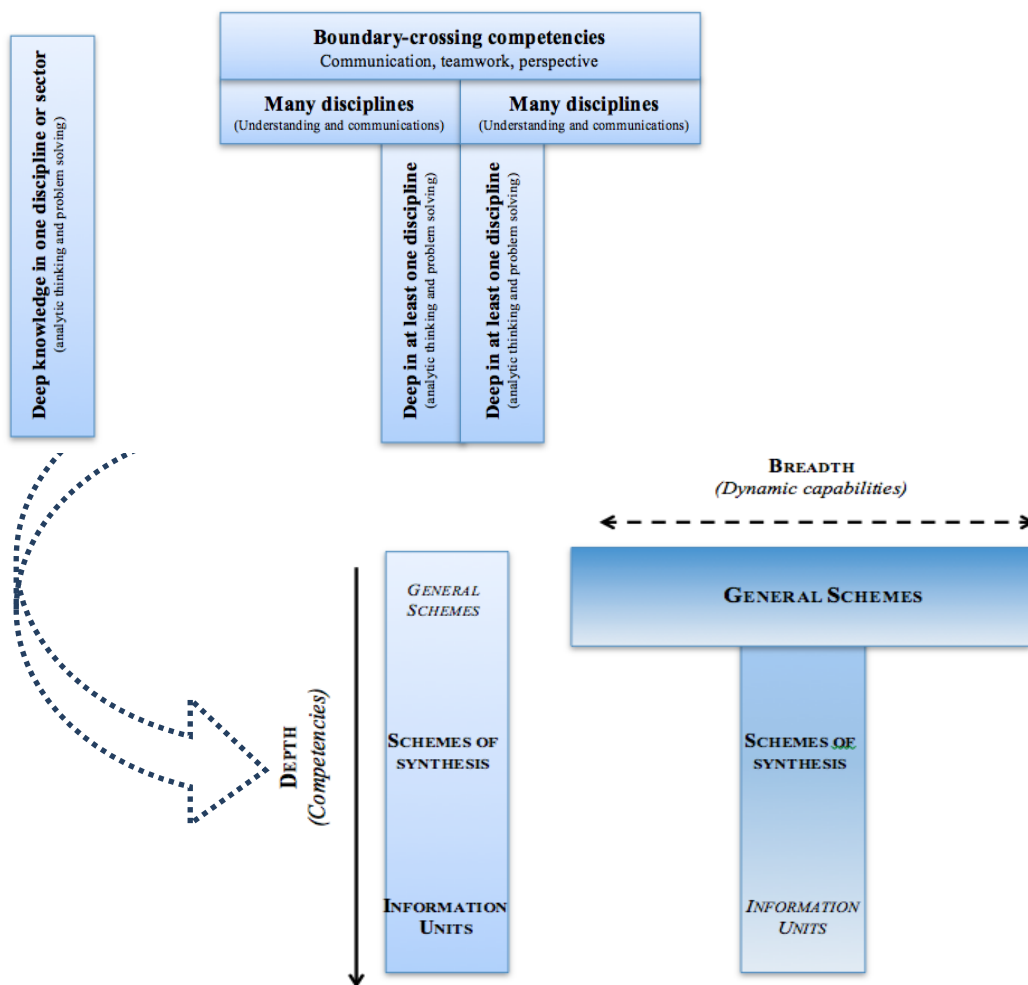 Deep knowledge in one discipline or sector
(analytic thinking and problem solving)
Boundary-crossing competencies
Communication, teamwork, perspective
Many disciplines
(Understanding and communications)
Many disciplines
(Understanding and communications)
Deep in at least one discipline
(analytic thinking and problem solving)
Deep in at least one discipline
(analytic thinking and problem solving)
BREADTH
(Dynamic capabilities)
DEPTH
(Competencies)
GENERAL
SCHEMES
SCHEMES OF
SYNTHESIS
INFORMATION
UNITS
GENERAL SCHEMES
SCHEMES OF
SYNTHESIS
INFORMATION
UNITS